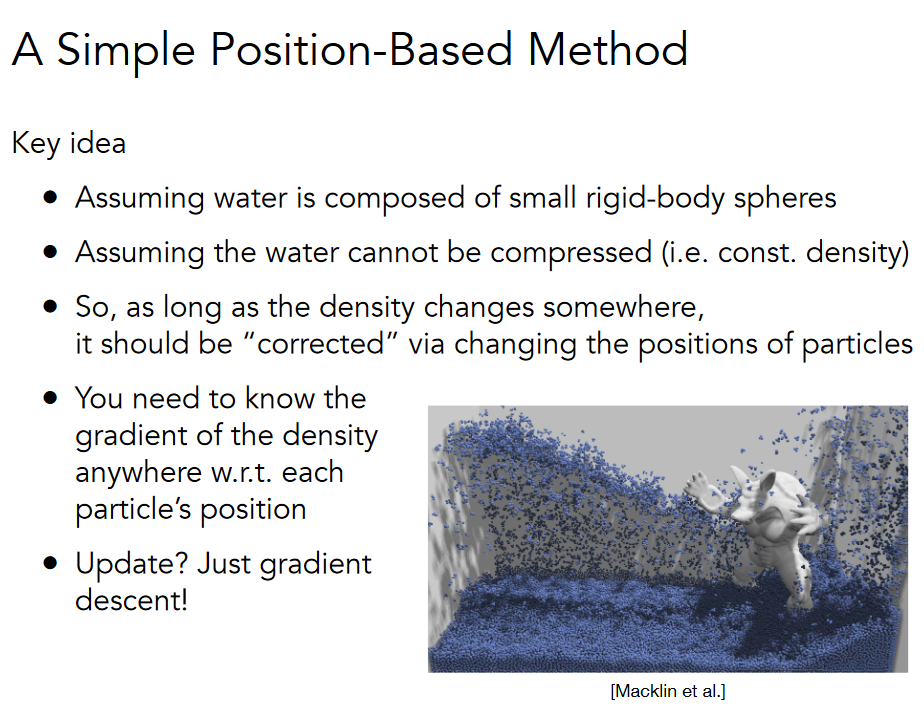 A Simple Position-Based Method
Key idea
• Assuming water is composed of small rigid-body spheres
• Assuming the water cannot be compressed (i.e. const. density)
• So, as long as the density changes somewhere,
it should be “corrected” via changing the positions of particles
• You need to know the
gradient of the density
anywhere w.r.t. each
particle’s position
• Update? Just gradient
descent!
[Macklin et al.]